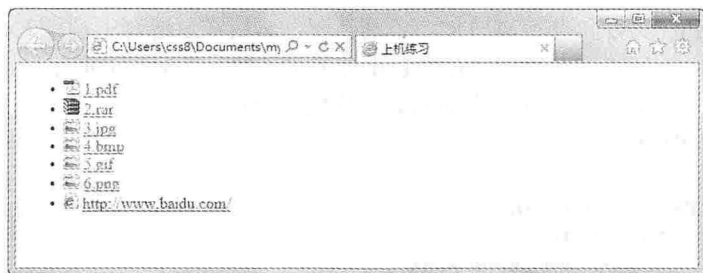 C:\Users\css8\Documents\my
上机练习
1.pdf
2.rar
3.jpg
4.bmp
5.gif
6.png
http://www.baidu.com/